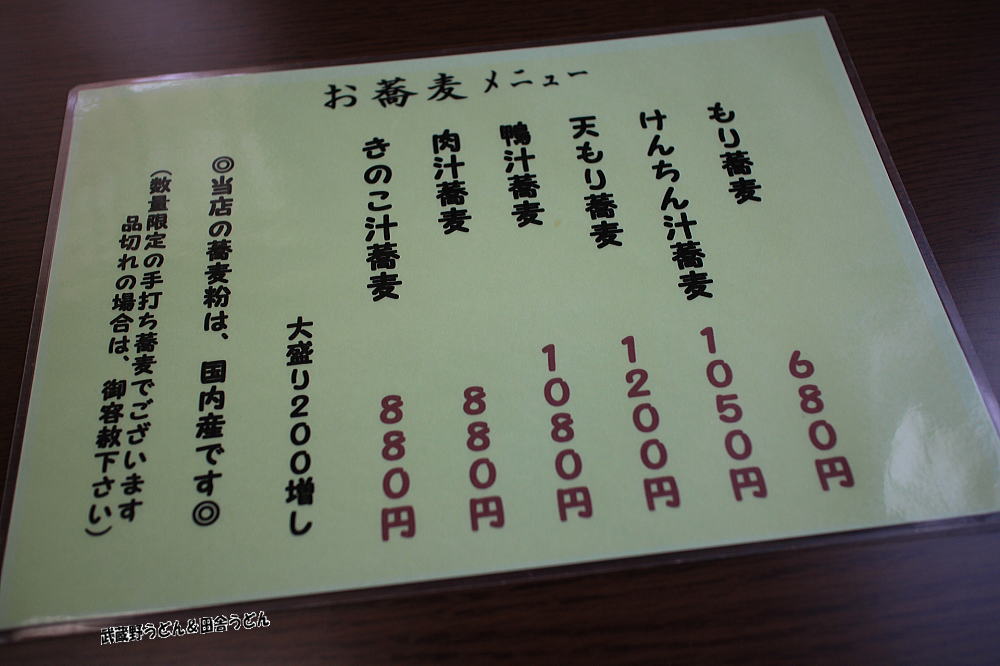 お蕎麦メニュー
もり蕎麦 680円
けんちん汁蕎麦 1050円
天もり蕎麦 1200円
鴨汁蕎麦 1080円
肉汁蕎麦 880円
きのこ汁蕎麦 880円
大盛り200増し
◎当店の蕎麦粉は、国内産です◎
(数量限定の手打ち蕎麦でございます
品切れの場合は、御容赦下さい)
武蔵野うどん&田舎うどん